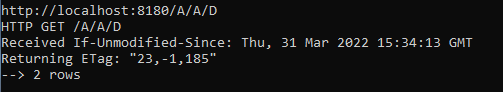 http://localhost:8180/A/A/D
HTTP GET /A/A/D
Received If-Unmodified-Since: Thu, 31 Mar 2022 15:34:13 GMT
Returning ETag: "23,-1,185"
--> 2 rows